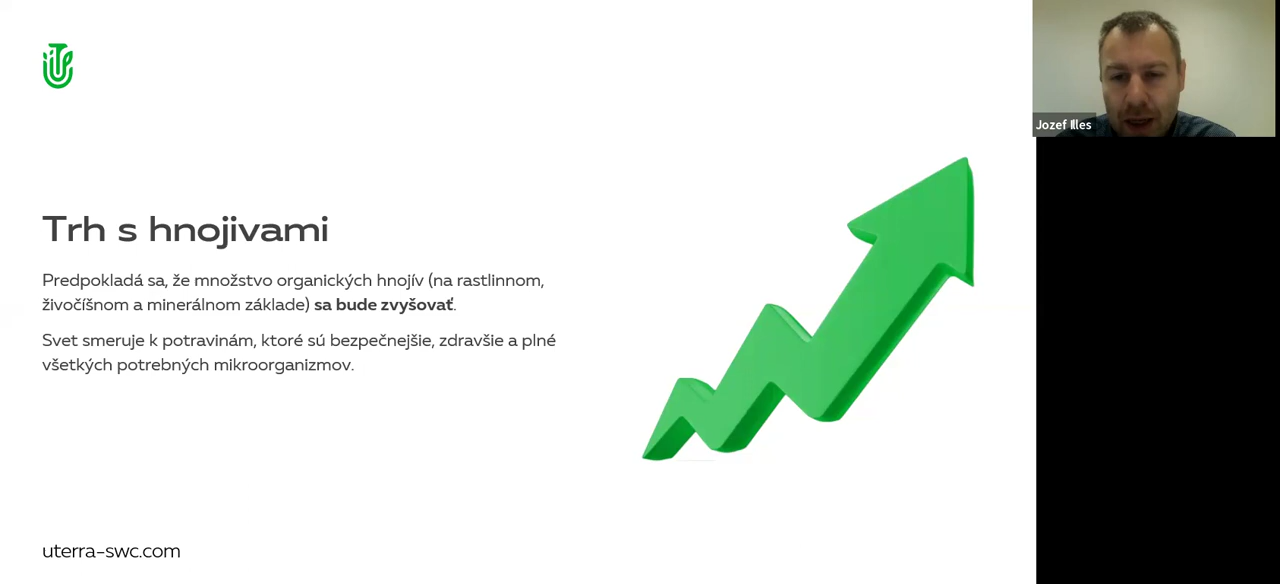 Trh s hnojivami
Predpokladá sa, že množstvo organických hnojív (na rastlinnom,
živočíšnom a minerálnom základe) sa bude zvyšovať.
Svet smeruje k potravinám, ktoré sú bezpečnejšie, zdravšie a plné
všetkých potrebných mikroorganizmov.
uterra-swc.com
Jozef Illes